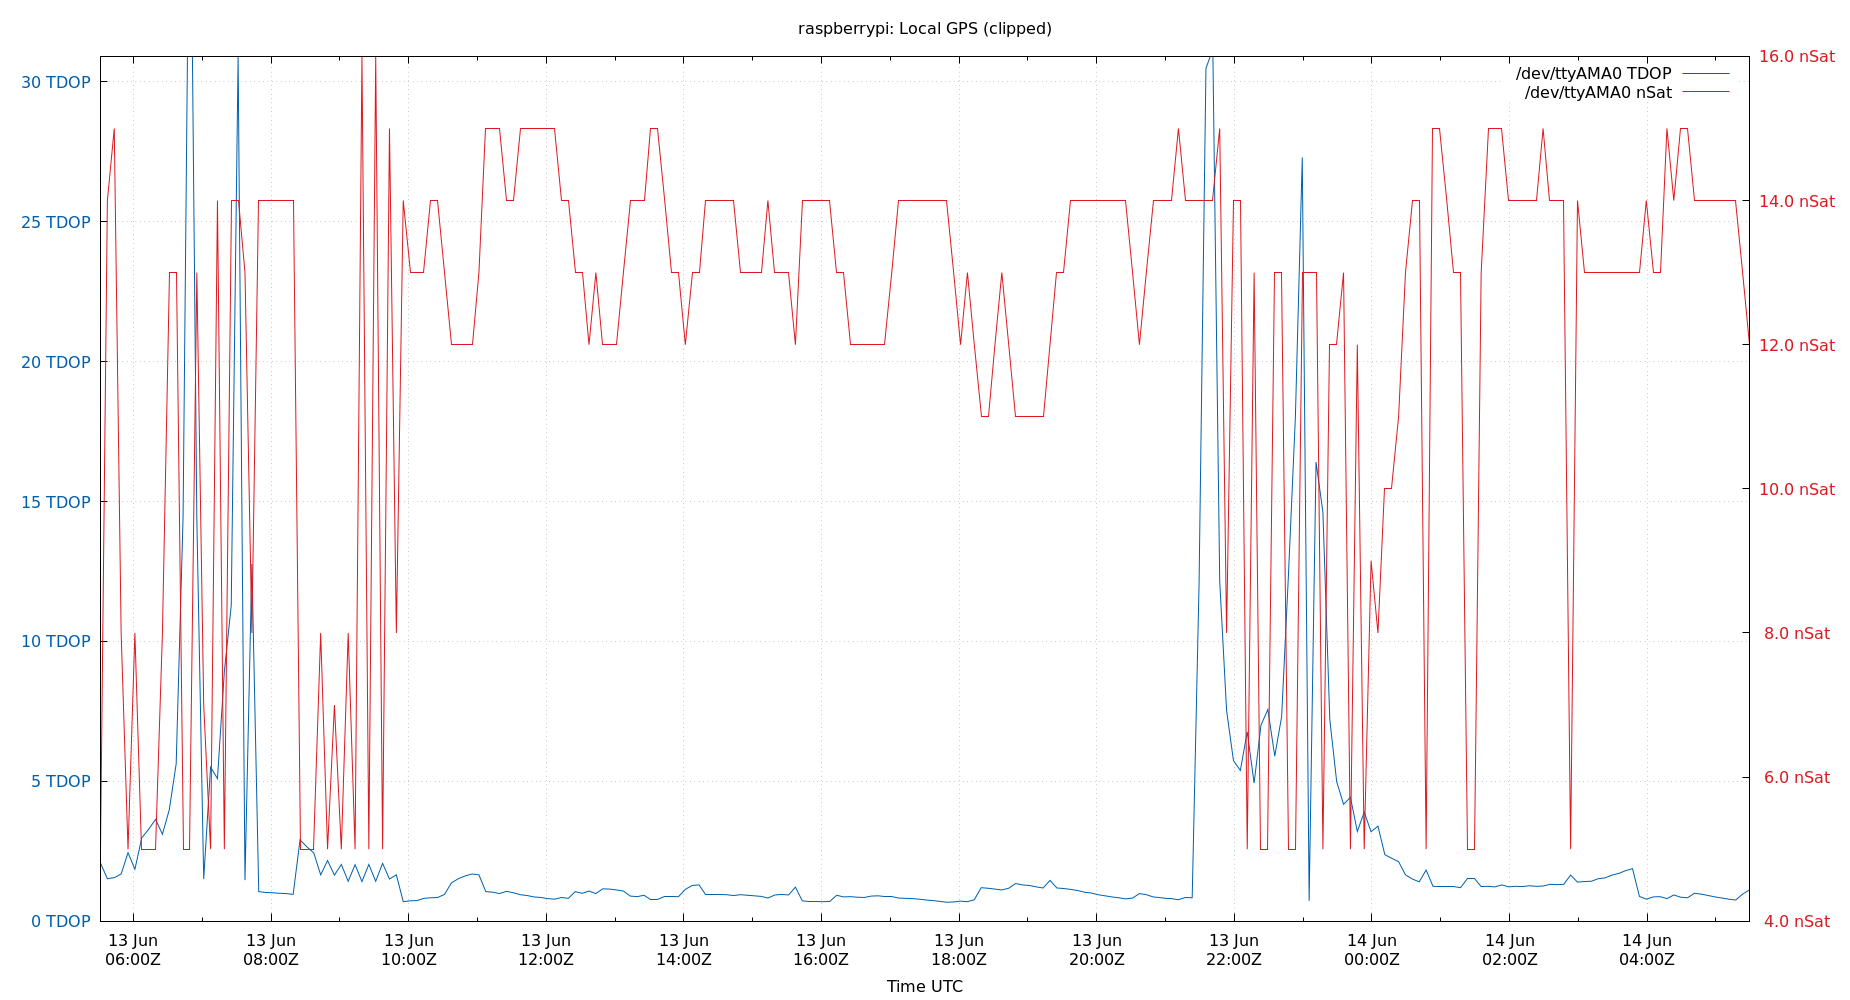 raspberrypi: Local GPS (clipped)
/dev/ttyAMA0 TDOP
/dev/ttyAMA0 nSat
30 TDOP
25 TDOP
20 TDOP
15 TDOP
10 TDOP
5 TDOP
0 TDOP
16.0 nSat
14.0 nSat
12.0 nSat
10.0 nSat
8.0 nSat
6.0 nSat
4.0 nSat
13 Jun 13 Jun 13 Jun 13 Jun 13 Jun 13 Jun 13 Jun 13 Jun 13 Jun 14 Jun 14 Jun 14 Jun
06:00Z 08:00Z 10:00Z 12:00Z 14:00Z 16:00Z 18:00Z 20:00Z 22:00Z 00:00Z 02:00Z 04:00Z
Time UTC